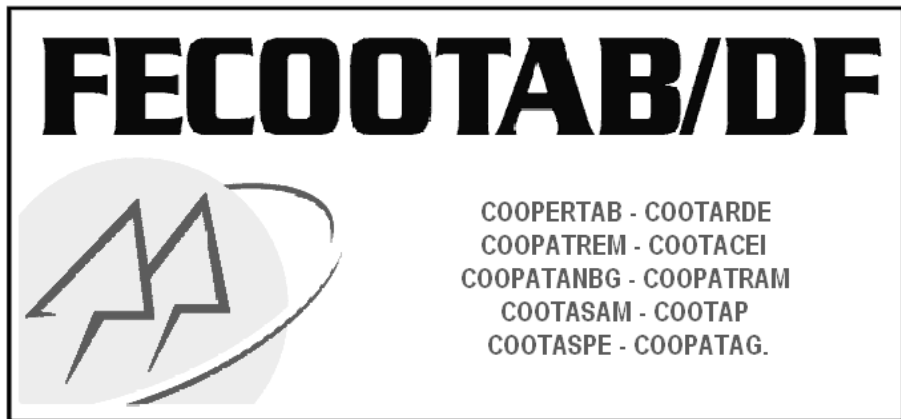 FECOOTAB/DF
COOPERTAB - COOTARDE
COOPATREM - COOTACEI
COOPATANBG - COOPATRAM
COOTASAM - COOTAP
COOTASPE - COOPATAG.